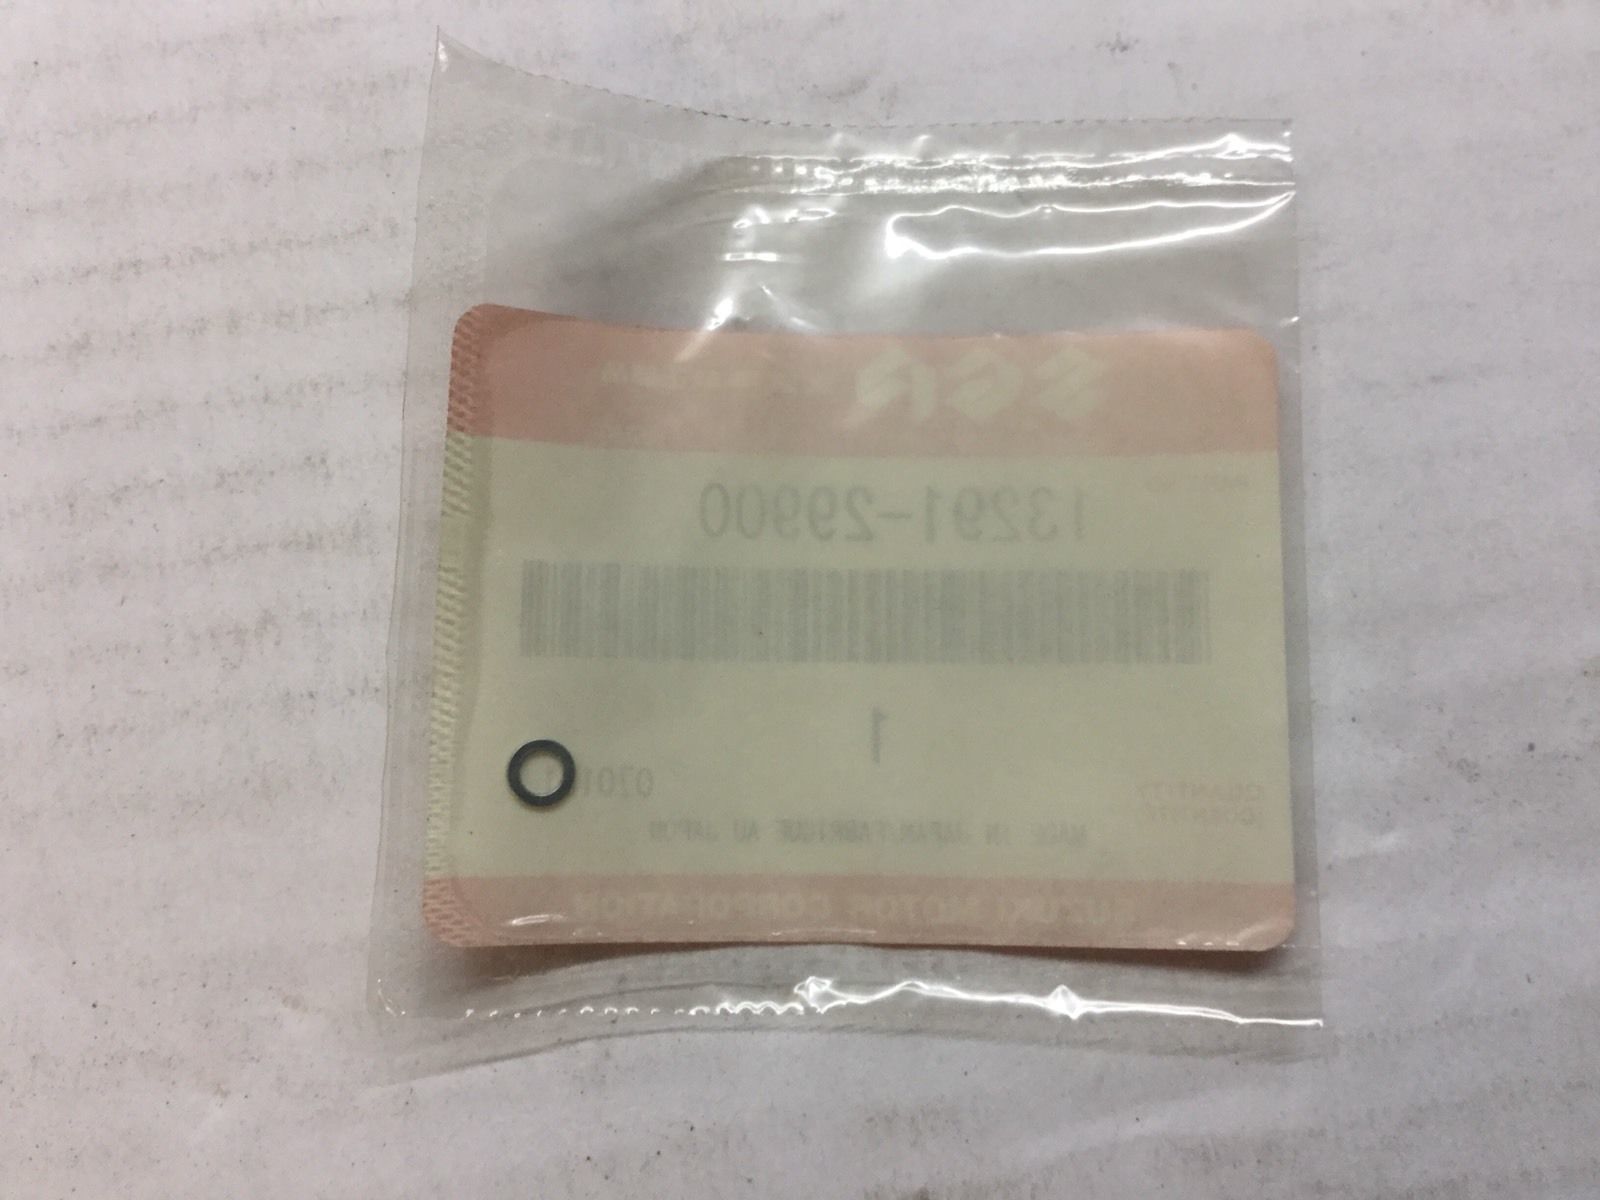 13291-29900
1
QUANTITY
MADE IN JAPAN/FABRIQUE AU JAPON
SUZUKI MOTOR CORPORATION